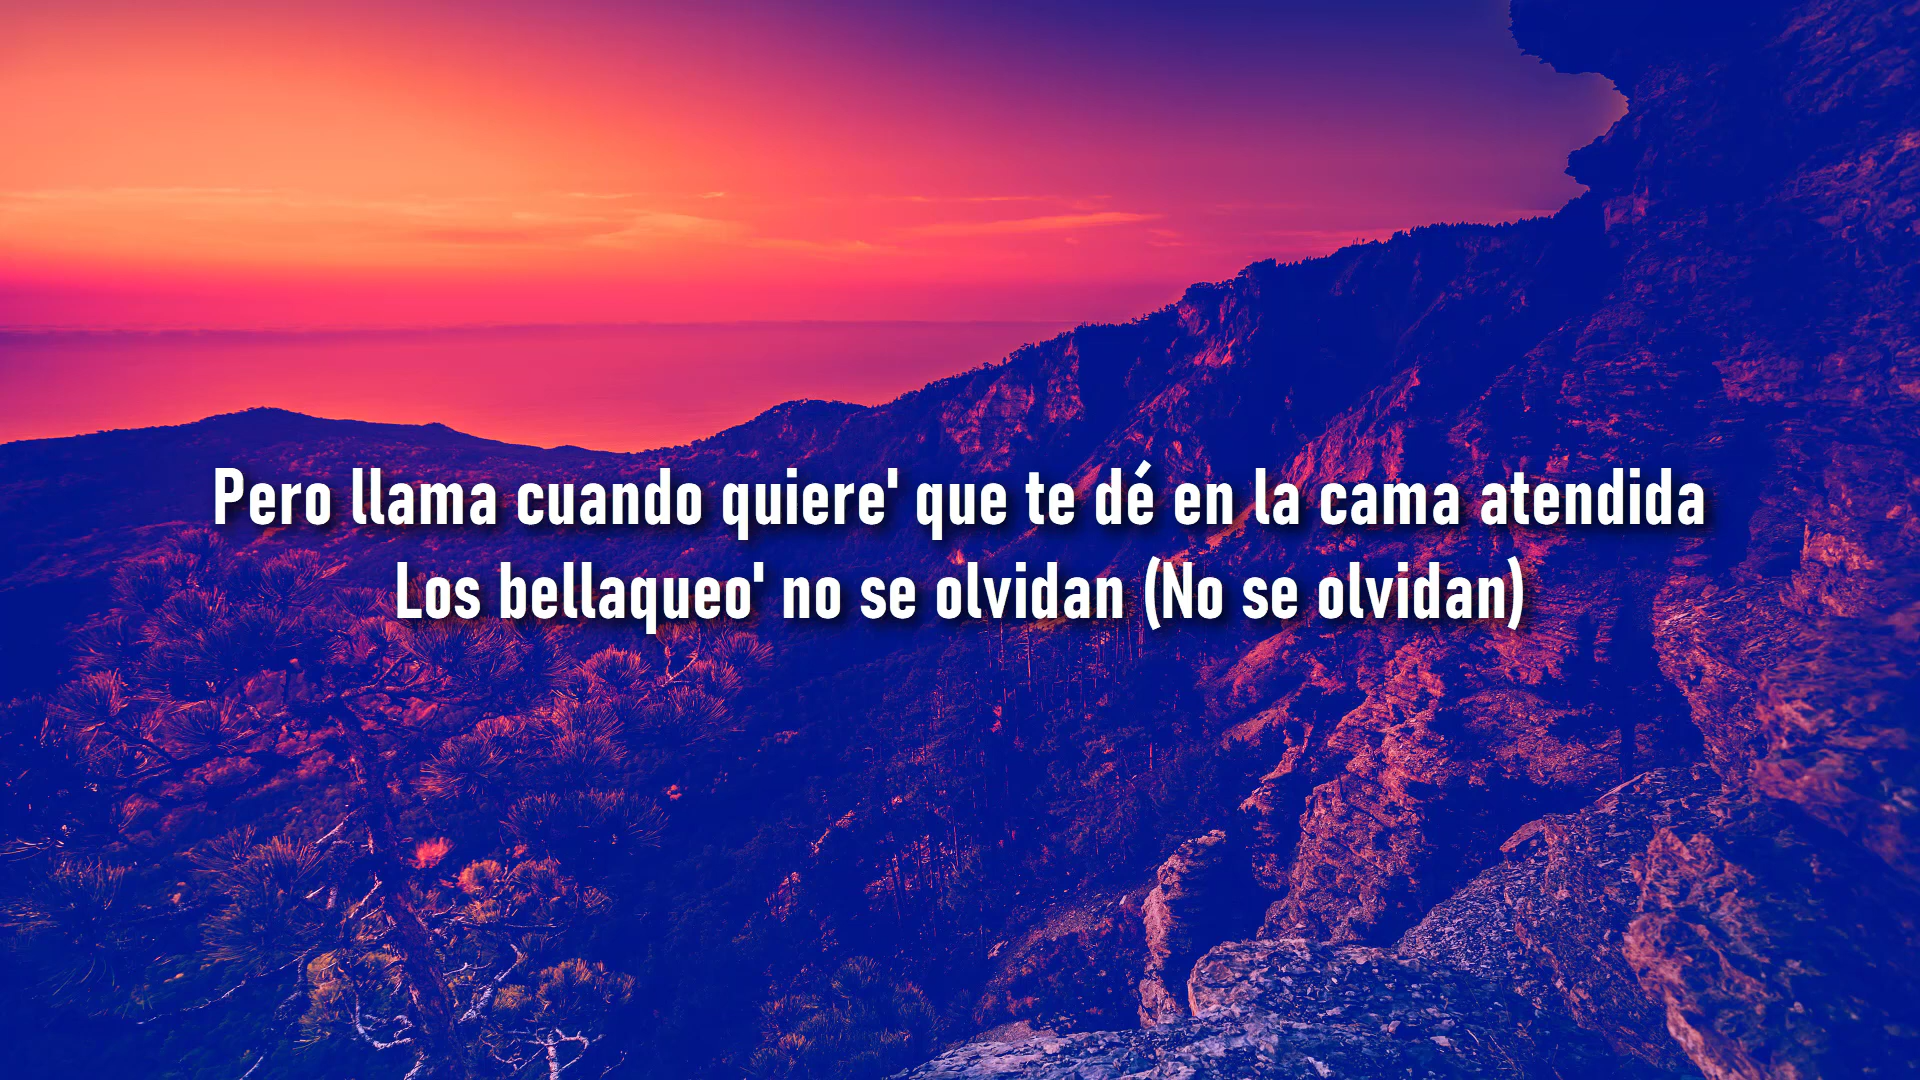 Pero llama cuando quiere' que te dé en la cama atendida
Los bellaqueo' no se olvidan (No se olvidan)